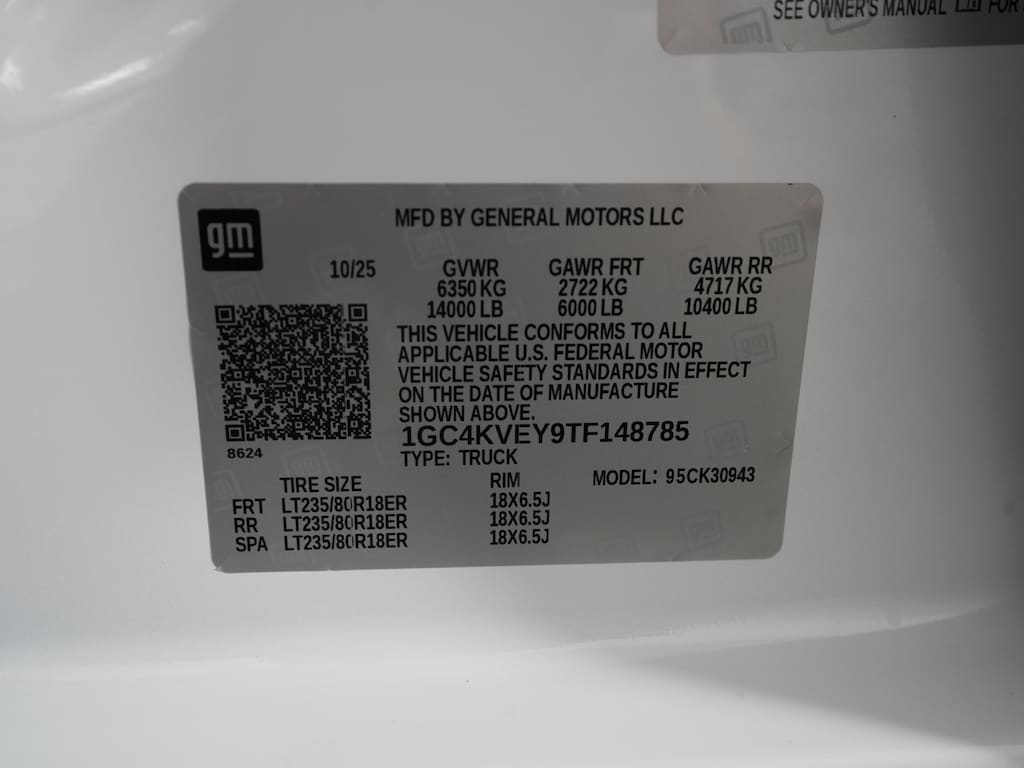 SEE OWNER'S MANUAL FOR
gm
MFD BY GENERAL MOTORS LLC
10/25 GVWR GAWR FRT GAWR RR
6350 KG 2722 KG 4717 KG
14000 LB 6000 LB 10400 LB
THIS VEHICLE CONFORMS TO ALL
APPLICABLE U.S. FEDERAL MOTOR
VEHICLE SAFETY STANDARDS IN EFFECT
ON THE DATE OF MANUFACTURE
SHOWN ABOVE.
8624
1GC4KVEY9TF148785
TYPE: TRUCK
TIRE SIZE RIM MODEL: 95CK30943
FRT LT235/80R18ER 18X6.5J
RR LT235/80R18ER 18X6.5J
SPA LT235/80R18ER 18X6.5J